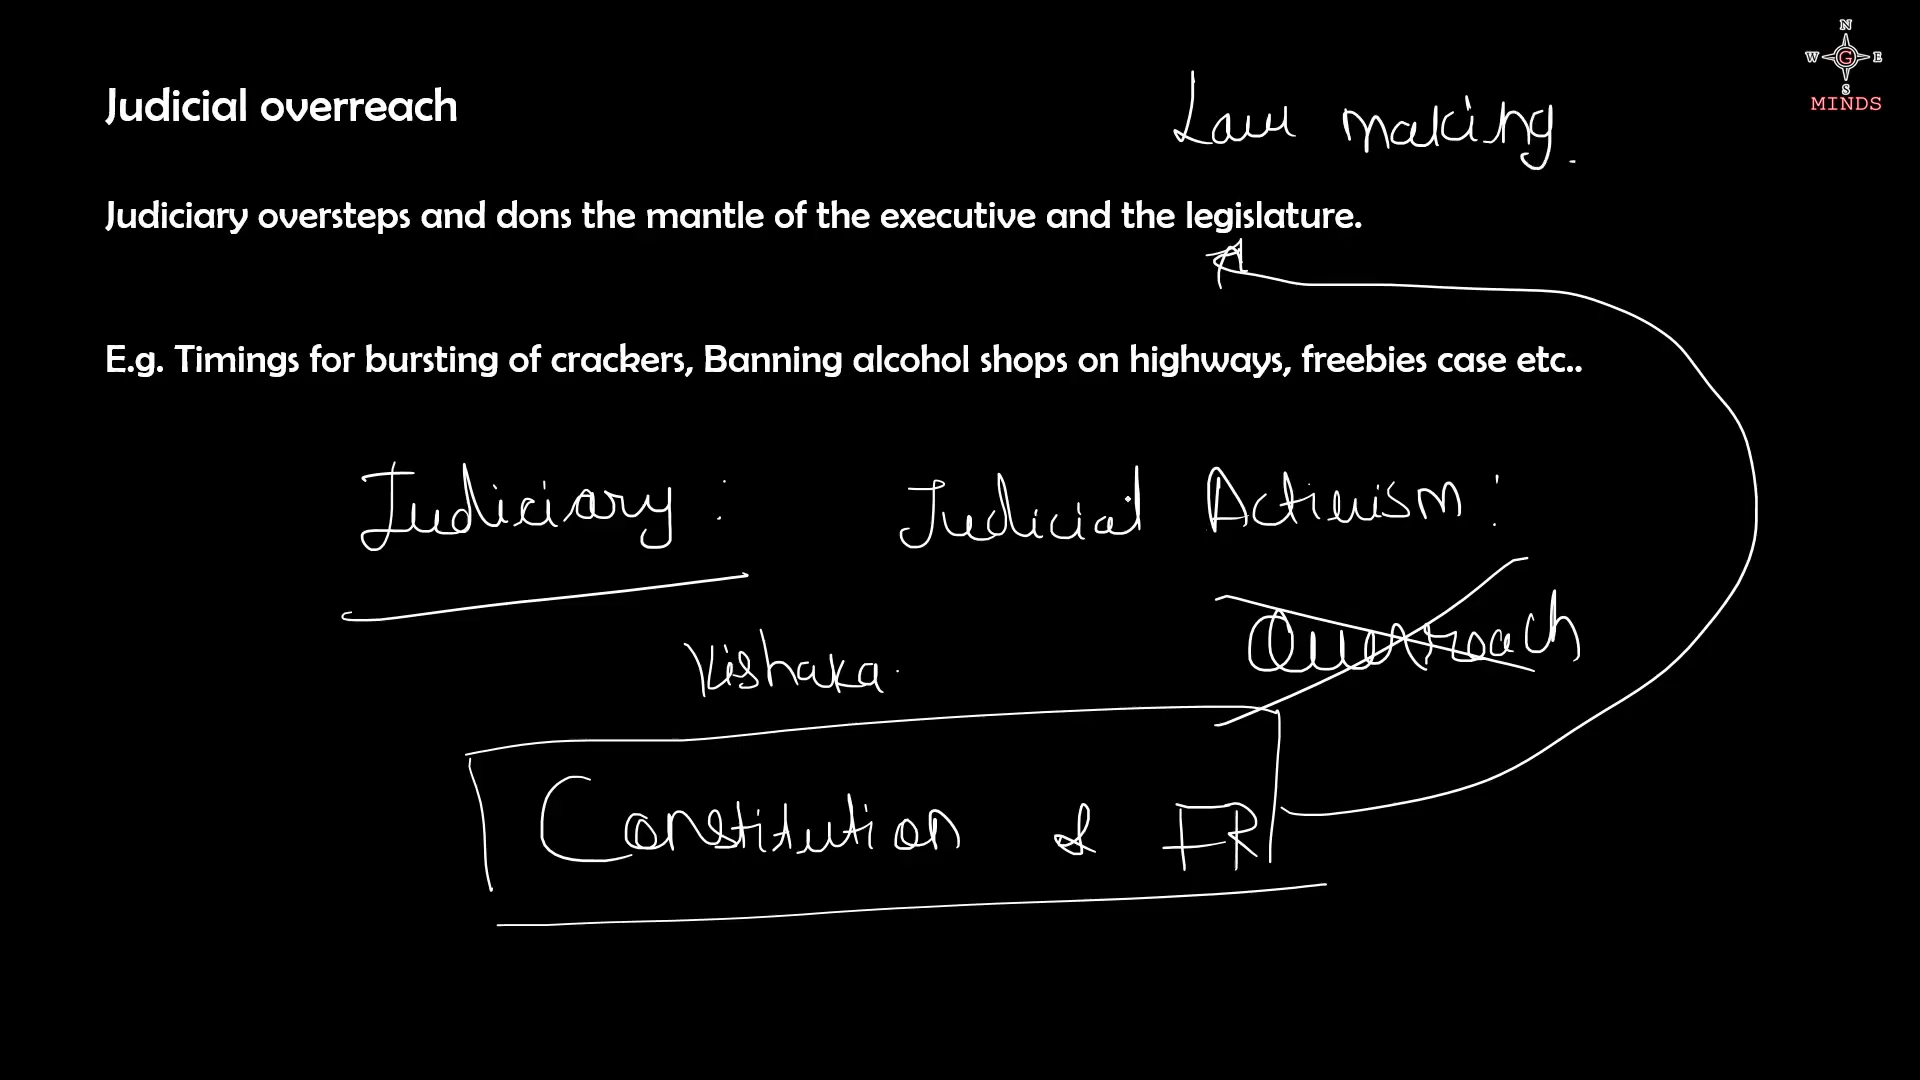 N
W G E
S
MINDS
Judicial overreach
Law making.
Judiciary oversteps and dons the mantle of the executive and the legislature.
E.g. Timings for bursting of crackers, Banning alcohol shops on highways, freebies case etc..
Judiciary : Judicial Activism :
Overreach
Vishaka.
Constitution & FR